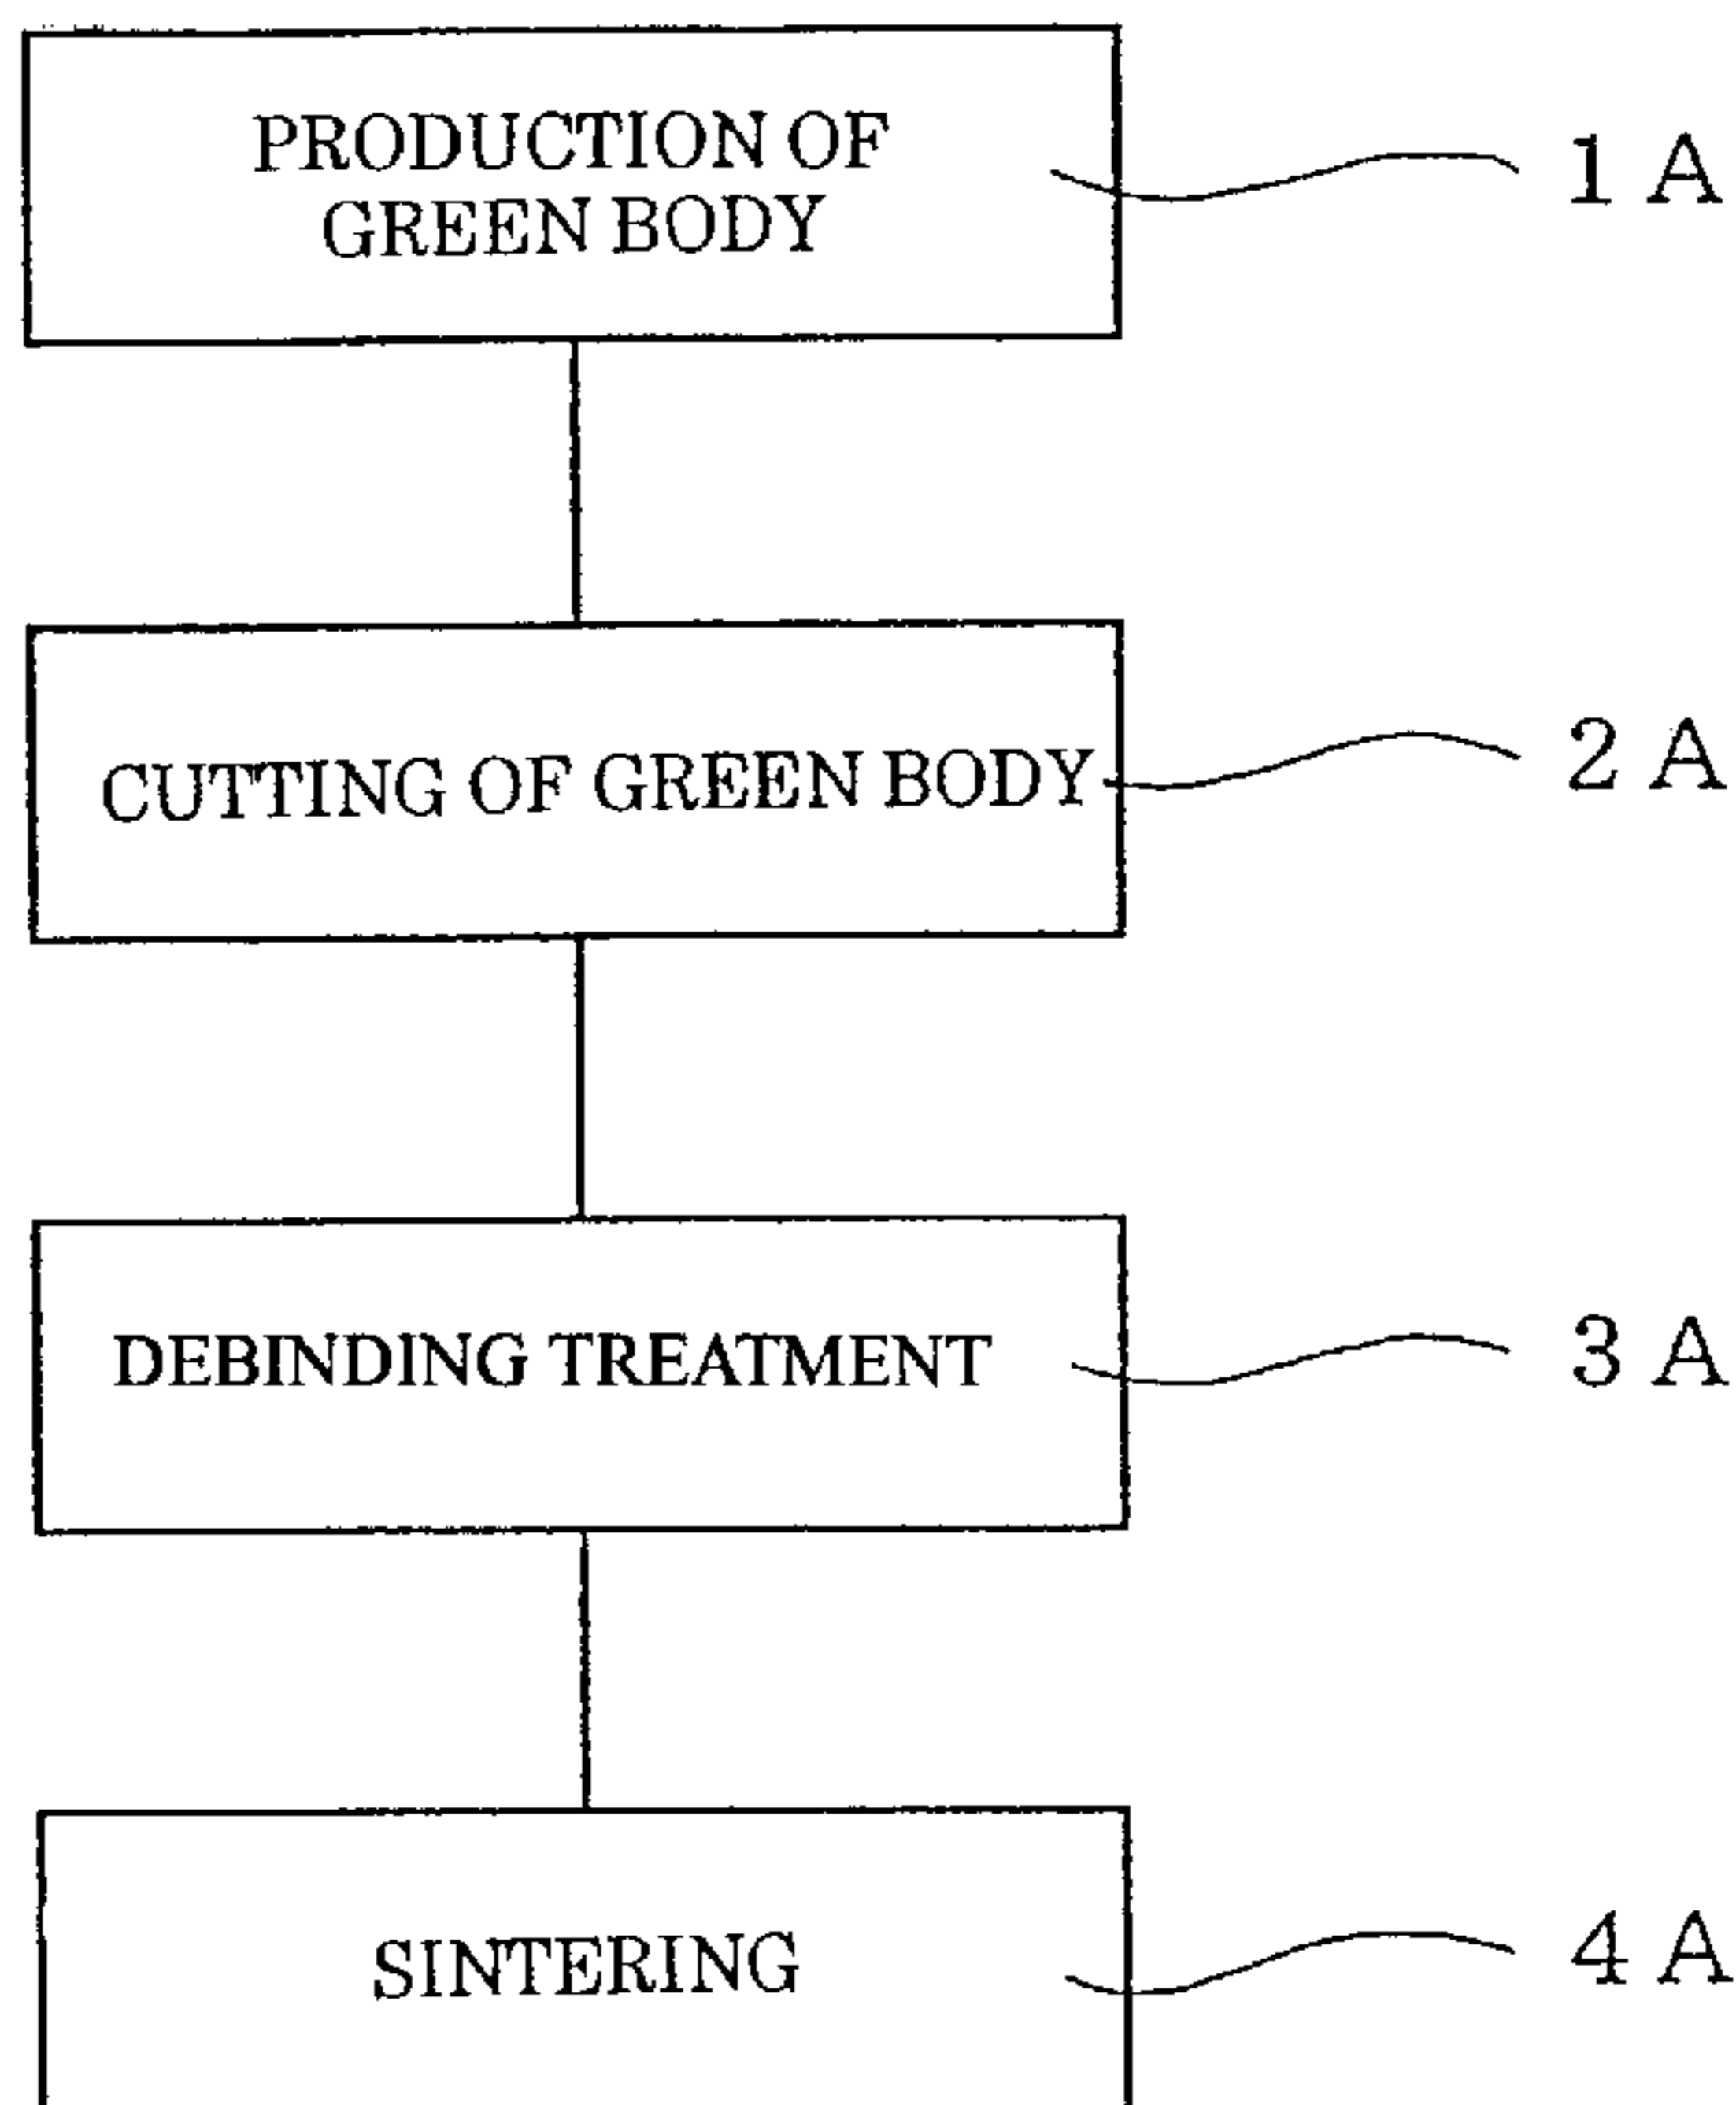 PRODUCTION OF
GREEN BODY
1 A
CUTTING OF GREEN BODY
2 A
DEBINDING TREATMENT
3 A
SINTERING
4 A